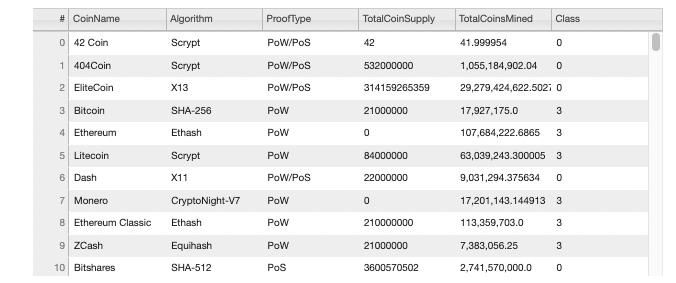 # CoinName Algorithm ProofType TotalCoinSupply TotalCoinsMined Class
0 42 Coin Scrypt PoW/PoS 42 41.999954 0
1 404Coin Scrypt PoW/PoS 532000000 1,055,184,902.04 0
2 EliteCoin X13 PoW/PoS 314159265359 29,279,424,622.5027 0
3 Bitcoin SHA-256 PoW 21000000 17,927,175.0 3
4 Ethereum Ethash PoW 0 107,684,222.6865 3
5 Litecoin Scrypt PoW 84000000 63,039,243.300005 3
6 Dash X11 PoW/PoS 22000000 9,031,294.375634 0
7 Monero CryptoNight-V7 PoW 0 17,201,143.144913 3
8 Ethereum Classic Ethash PoW 210000000 113,359,703.0 3
9 ZCash Equihash PoW 21000000 7,383,056.25 3
10 Bitshares SHA-512 PoS 3600570502 2,741,570,000.0 0